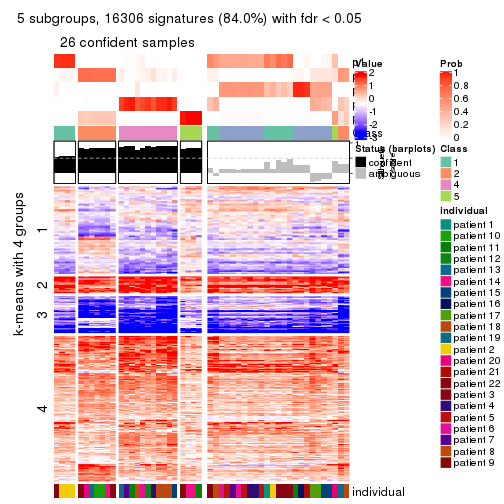 5 subgroups, 16306 signatures (84.0%) with fdr < 0.05
26 confident samples
Value
2
1
0
-1
-2
-3
Prob
1
0.8
0.6
0.4
0.2
0
Class
Status (barplots)
confident
ambiguous
Class
1
2
4
5
k-means with 4 groups
1
2
3
4
individual
patient 1
patient 10
patient 11
patient 12
patient 13
patient 14
patient 15
patient 16
patient 17
patient 18
patient 19
patient 2
patient 20
patient 21
patient 22
patient 3
patient 4
patient 5
patient 6
patient 7
patient 8
patient 9
individual